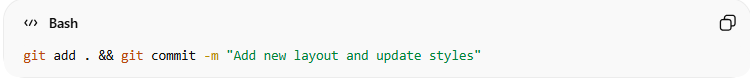 Bash
git add . && git commit -m "Add new layout and update styles"